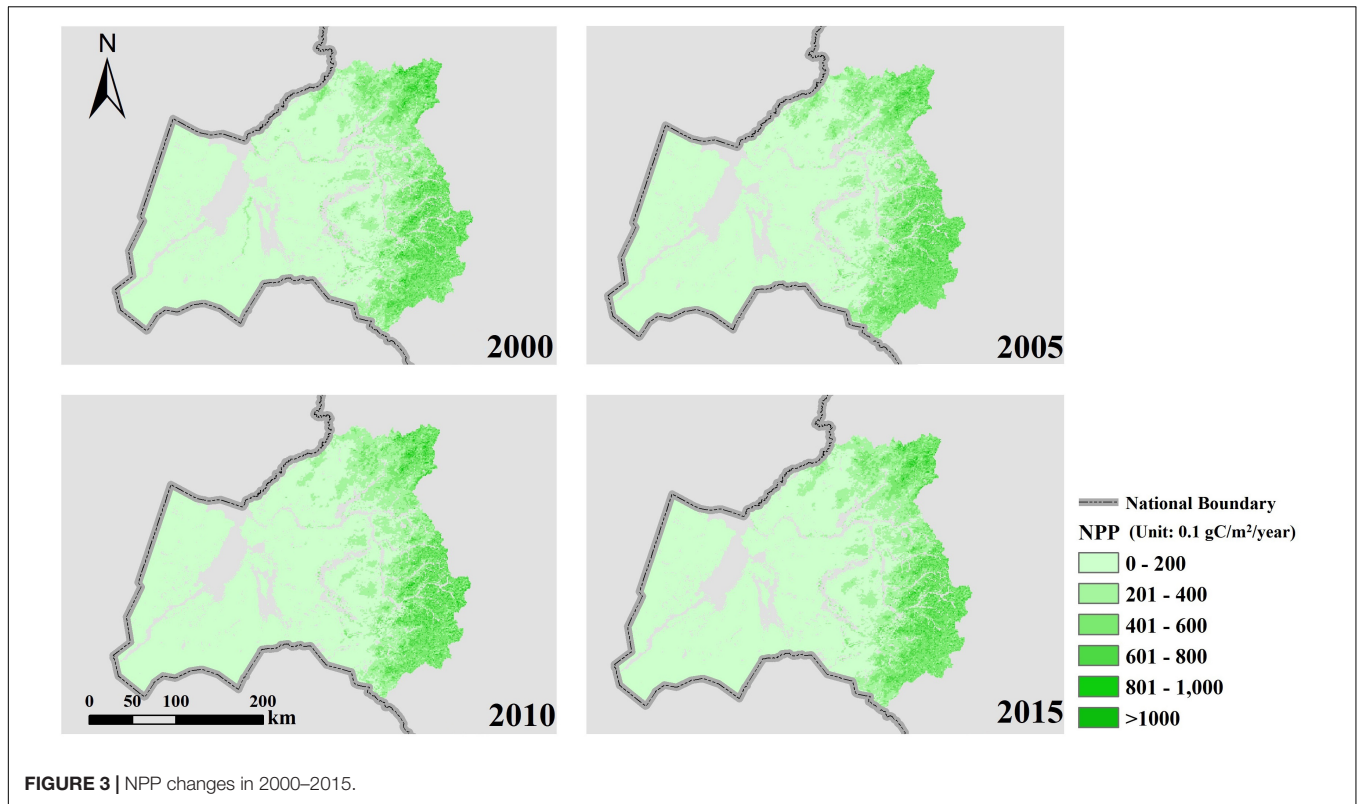 N
2000
2005
2010
2015
0 50 100 200
km
National Boundary
NPP (Unit: 0.1 gC/m²/year)
0 - 200
201 - 400
401 - 600
601 - 800
801 - 1,000
>1000
FIGURE 3 | NPP changes in 2000–2015.